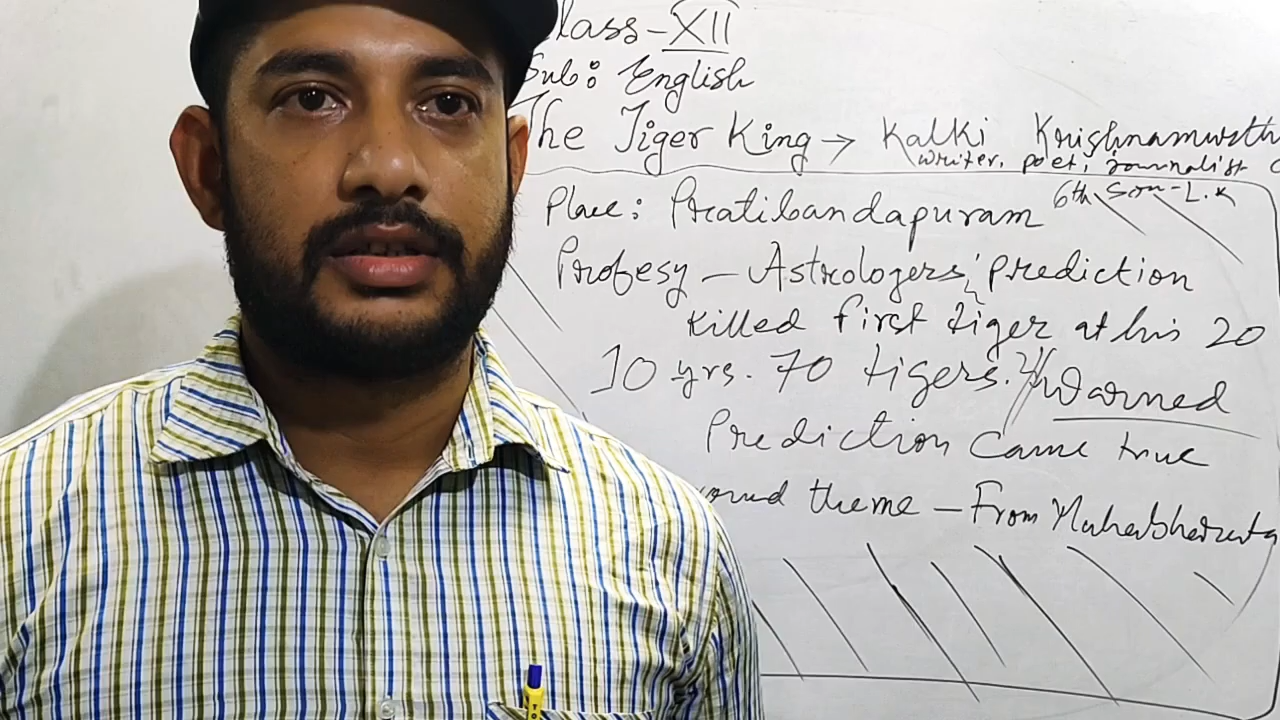 Class-XII
Sub: English
The Tiger King → Kalki Krishnamurth
writer, poet, journalist
6th Son-L.K
Place: Pratibandapuram
Profesy - Astrologers' prediction
killed first tiger at his 20
10 yrs. 70 tigers. Warned
Prediction came true
theme - From Mahabharata